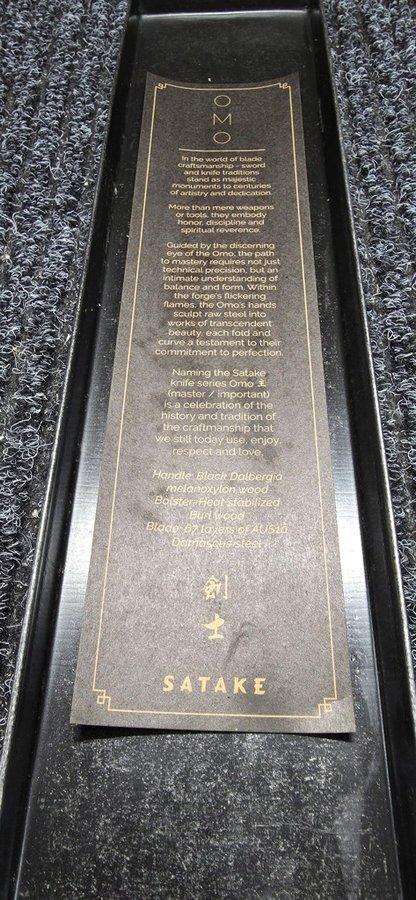 OMO
In the world of blade
craftsmanship - sword
and knife traditions
stand as majestic
monuments to centuries
of artistry and dedication.
More than mere weapons
or tools, they embody
honor, discipline and
spiritual reverence.
Guided by the discerning
eye of the Omo, the path
to mastery requires not just
technical precision, but an
intimate understanding of
balance and form. Within
the forge's flickering
flames, the Omo's hands
sculpt raw steel into
works of transcendent
beauty, each fold and
curve a testament to their
commitment to perfection.
Naming the Satake
knife series Omo 主
(master / important)
is a celebration of the
history and tradition of
the craftmanship that
we still today use, enjoy,
respect and love.
Handle: Black Dalbergia
melanoxylon wood
Bolster: Heat stabilized
Burl wood
Blade: 67 layers of AUS10
Damascus steel
剣士
SATAKE